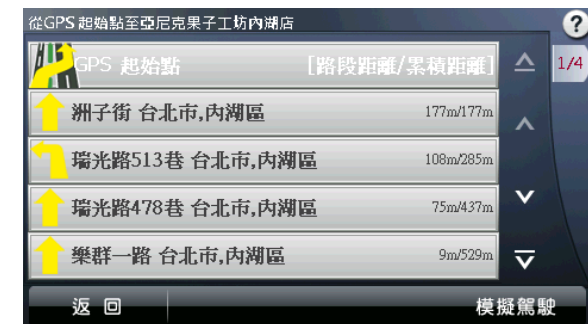 從GPS 起始點至亞尼克果子工坊內湖店
?
GPS 起始點 [路段距離/累積距離]
1/4
洲子街 台北市,內湖區 177m/177m
瑞光路513巷 台北市,內湖區 108m/285m
瑞光路478巷 台北市,內湖區 75m/437m
樂群一路 台北市,內湖區 9m/529m
返 回 模擬駕駛